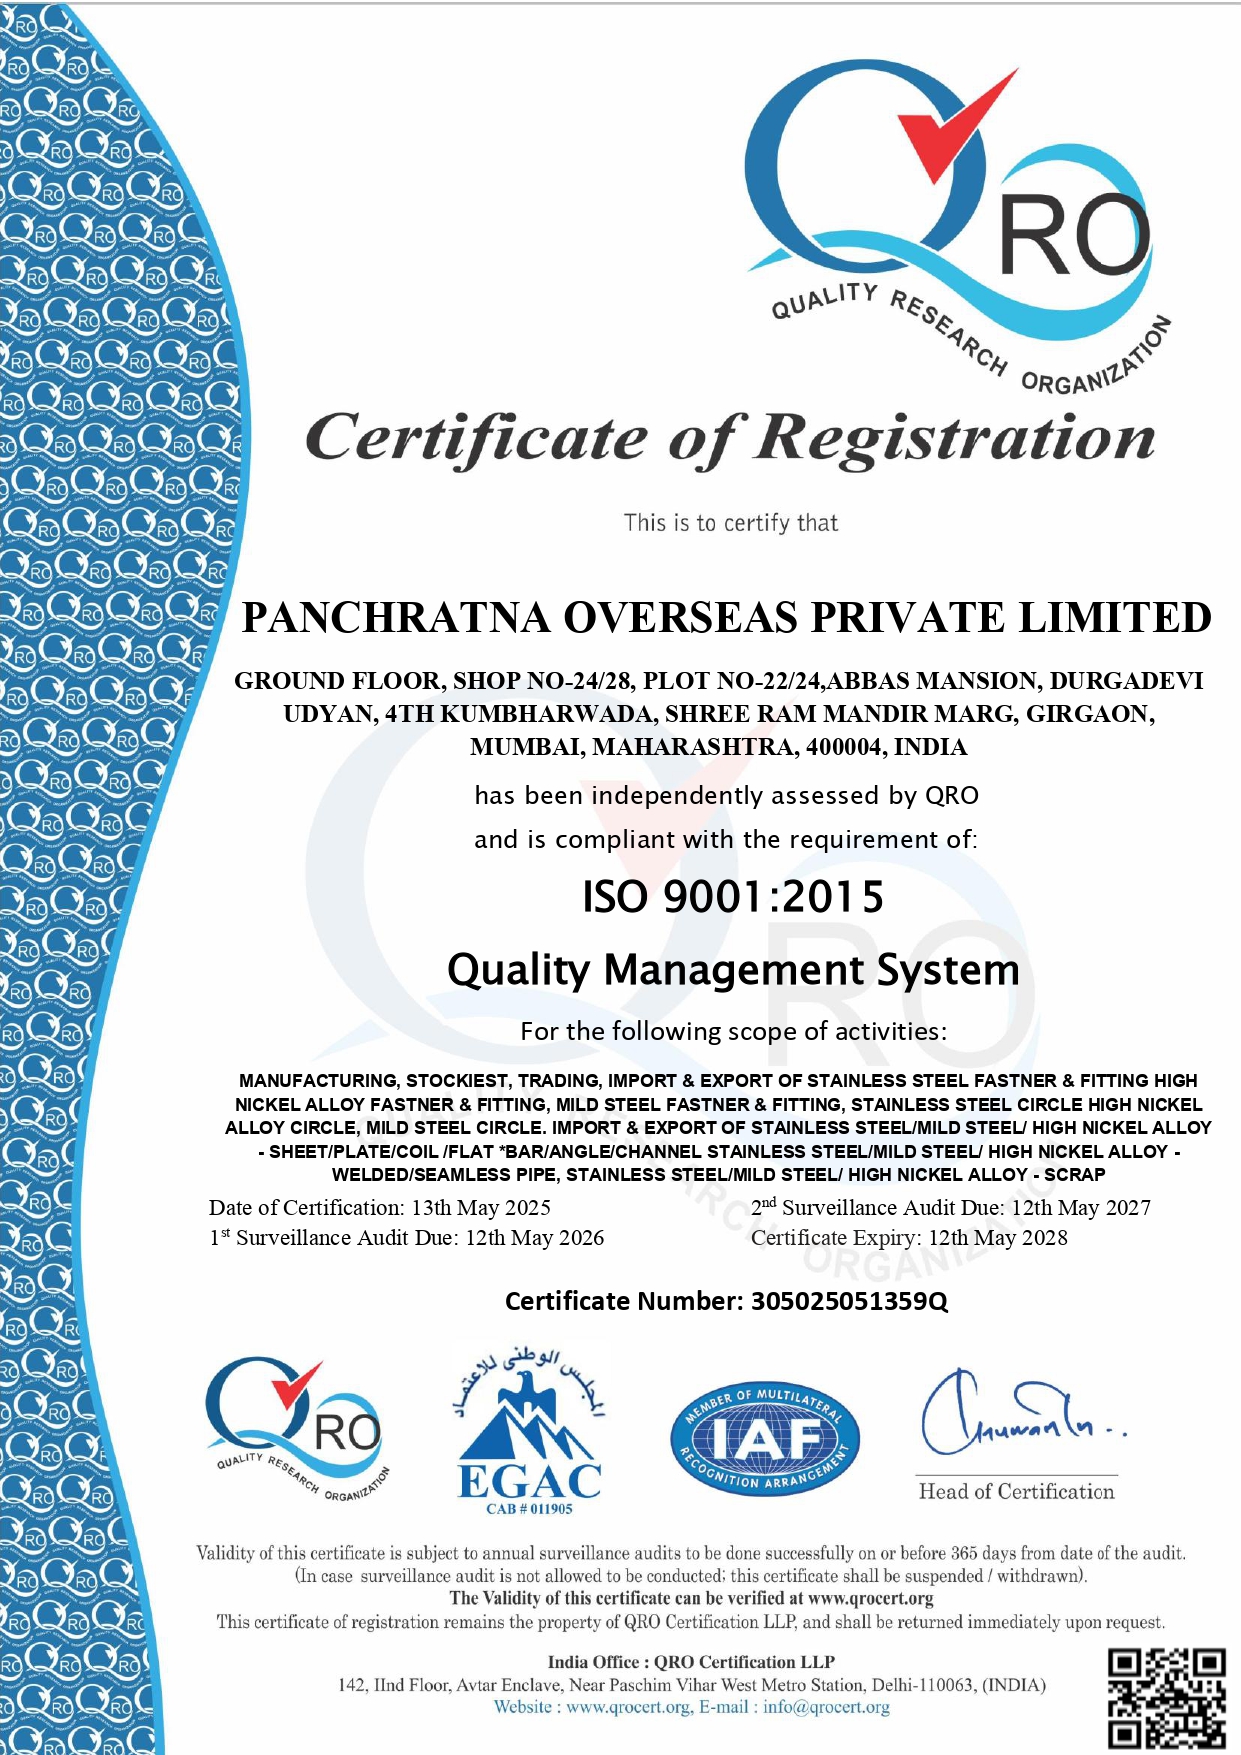 RO
QUALITY RESEARCH ORGANIZATION
Certificate of Registration
This is to certify that
PANCHRATNA OVERSEAS PRIVATE LIMITED
GROUND FLOOR, SHOP NO-24/28, PLOT NO-22/24,ABBAS MANSION, DURGADEVI
UDYAN, 4TH KUMBHARWADA, SHREE RAM MANDIR MARG, GIRGAON,
MUMBAI, MAHARASHTRA, 400004, INDIA
has been independently assessed by QRO
and is compliant with the requirement of:
ISO 9001:2015
Quality Management System
For the following scope of activities:
MANUFACTURING, STOCKIEST, TRADING, IMPORT & EXPORT OF STAINLESS STEEL FASTNER & FITTING HIGH
NICKEL ALLOY FASTNER & FITTING, MILD STEEL FASTNER & FITTING, STAINLESS STEEL CIRCLE HIGH NICKEL
ALLOY CIRCLE, MILD STEEL CIRCLE. IMPORT & EXPORT OF STAINLESS STEEL/MILD STEEL/ HIGH NICKEL ALLOY
- SHEET/PLATE/COIL /FLAT *BAR/ANGLE/CHANNEL STAINLESS STEEL/MILD STEEL/ HIGH NICKEL ALLOY -
WELDED/SEAMLESS PIPE, STAINLESS STEEL/MILD STEEL/ HIGH NICKEL ALLOY - SCRAP
Date of Certification: 13th May 2025
2nd Surveillance Audit Due: 12th May 2027
1st Surveillance Audit Due: 12th May 2026
Certificate Expiry: 12th May 2028
Certificate Number: 305025051359Q
QRO
QUALITY RESEARCH ORGANIZATION
المجلس الوطنى للاعتماد
EGAC
CAB # 011905
MEMBER OF MULTILATERAL
IAF
RECOGNITION ARRANGEMENT
Head of Certification
Validity of this certificate is subject to annual surveillance audits to be done successfully on or before 365 days from date of the audit.
(In case surveillance audit is not allowed to be conducted; this certificate shall be suspended / withdrawn).
The Validity of this certificate can be verified at www.qrocert.org
This certificate of registration remains the property of QRO Certification LLP, and shall be returned immediately upon request.
India Office : QRO Certification LLP
142, IInd Floor, Avtar Enclave, Near Paschim Vihar West Metro Station, Delhi-110063, (INDIA)
Website : www.qrocert.org, E-mail : info@qrocert.org